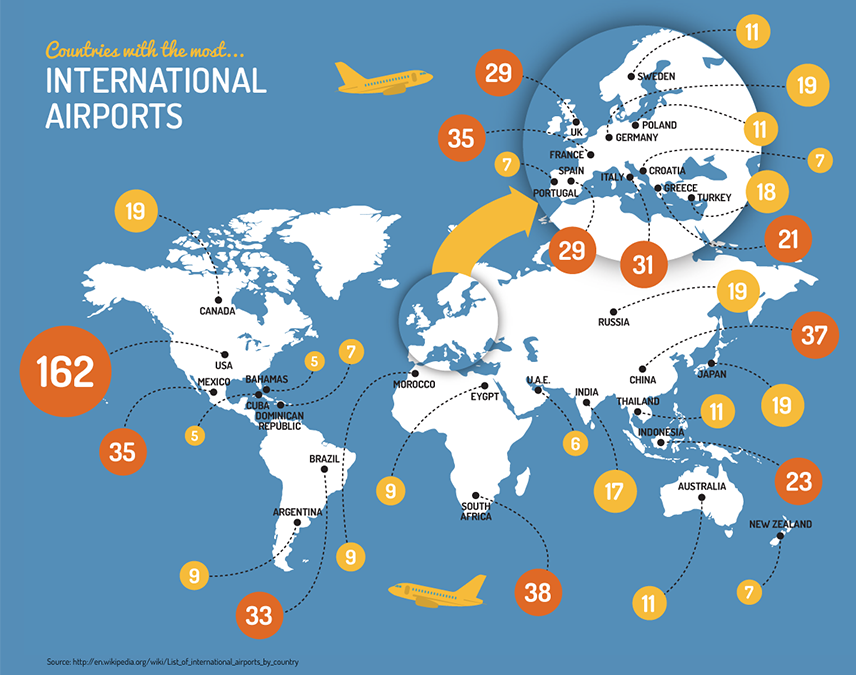 Countries with the most...
INTERNATIONAL
AIRPORTS
11
SWEDEN
29
19
UK
POLAND
GERMANY
11
35
FRANCE
7
SPAIN
PORTUGAL
ITALY
CROATIA
7
GREECE
TURKEY
18
29
31
21
19
CANADA
19
RUSSIA
162
USA
37
5
7
MEXICO
BAHAMAS
CUBA
DOMINICAN
REPUBLIC
MOROCCO
EYGPT
U.A.E.
INDIA
CHINA
JAPAN
THAILAND
11
19
INDONESIA
5
35
6
23
BRAZIL
9
17
AUSTRALIA
SOUTH
AFRICA
ARGENTINA
NEW ZEALAND
9
9
33
38
11
7
Source: http://en.wikipedia.org/wiki/List_of_international_airports_by_country